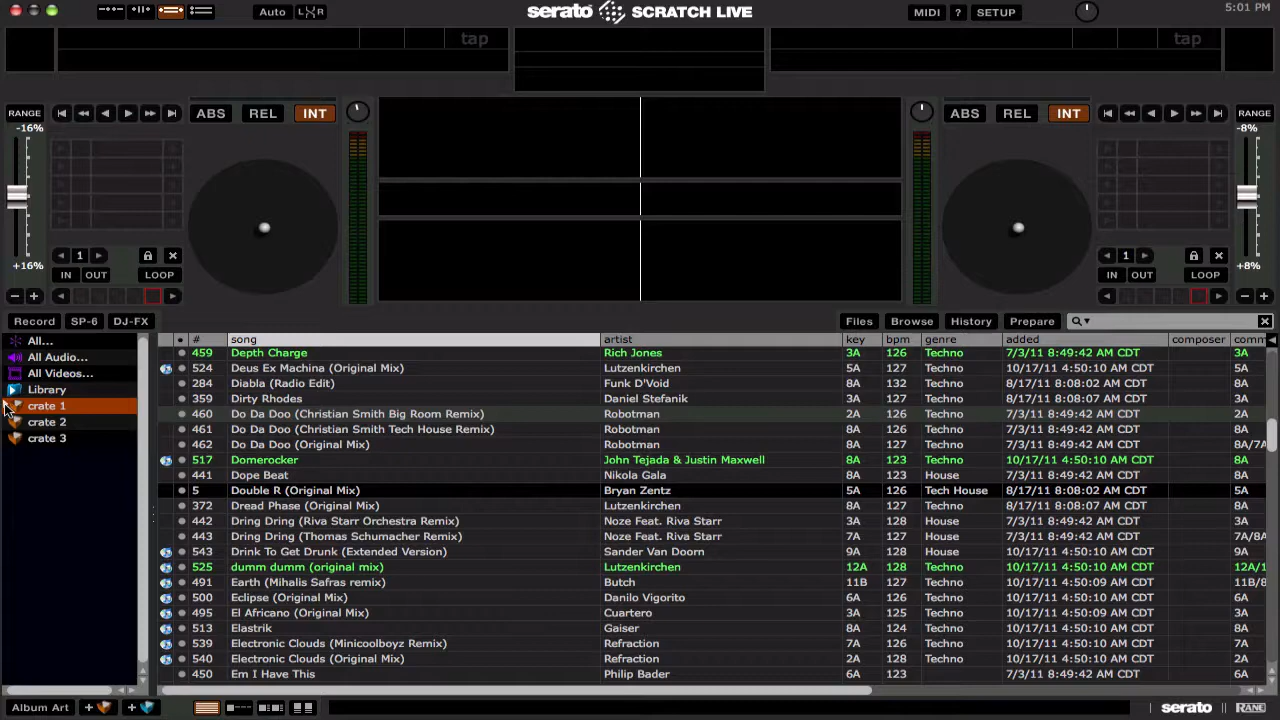 Auto L R serato SCRATCH LIVE MIDI ? SETUP 5:01 PM
tap tap
RANGE ABS REL INT ABS REL INT RANGE
-16% -8%
1 1
+16% IN OUT LOOP IN OUT LOOP +8%
Record SP-6 DJ-FX Files Browse History Prepare
All...
All Audio...
All Videos...
Library
crate 1
crate 2
crate 3
# song artist key bpm genre added composer comm
459 Depth Charge Rich Jones 3A 126 Techno 7/3/11 8:49:42 AM CDT 3A
524 Deus Ex Machina (Original Mix) Lutzenkirchen 5A 127 Techno 10/17/11 4:50:10 AM CDT 5A
284 Diabla (Radio Edit) Funk D'Void 8A 132 Techno 8/17/11 8:08:02 AM CDT 8A
359 Dirty Rhodes Daniel Stefanik 3A 127 Techno 8/17/11 8:08:07 AM CDT 3A
460 Do Da Doo (Christian Smith Big Room Remix) Robotman 2A 126 Techno 7/3/11 8:49:42 AM CDT 2A
461 Do Da Doo (Christian Smith Tech House Remix) Robotman 8A 127 Techno 7/3/11 8:49:42 AM CDT 8A
462 Do Da Doo (Original Mix) Robotman 8A 127 Techno 7/3/11 8:49:42 AM CDT 8A/7A
517 Domerocker John Tejada & Justin Maxwell 8A 123 Techno 10/17/11 4:50:10 AM CDT 8A
441 Dope Beat Nikola Gala 8A 123 House 7/3/11 8:49:42 AM CDT 8A
5 Double R (Original Mix) Bryan Zentz 5A 126 Tech House 8/17/11 8:08:02 AM CDT 5A
372 Dread Phase (Original Mix) Lutzenkirchen 8A 127 Techno 8/17/11 8:08:07 AM CDT 8A
442 Dring Dring (Riva Starr Orchestra Remix) Noze Feat. Riva Starr 3A 128 House 7/3/11 8:49:42 AM CDT 3A
443 Dring Dring (Thomas Schumacher Remix) Noze Feat. Riva Starr 7A 127 House 7/3/11 8:49:42 AM CDT 7A/8A
543 Drink To Get Drunk (Extended Version) Sander Van Doorn 9A 128 House 10/17/11 4:50:10 AM CDT 9A
525 dumm dumm (original mix) Lutzenkirchen 12A 128 Techno 10/17/11 4:50:10 AM CDT 12A/1
491 Earth (Mihalis Safras remix) Butch 11B 127 Techno 10/17/11 4:50:09 AM CDT 11B/8
500 Eclipse (Original Mix) Danilo Vigorito 6A 126 Techno 10/17/11 4:50:10 AM CDT 6A
495 El Africano (Original Mix) Cuartero 3A 125 Techno 10/17/11 4:50:09 AM CDT 3A
513 Elastrik Gaiser 8A 124 Techno 10/17/11 4:50:10 AM CDT 8A
539 Electronic Clouds (Minicoolboyz Remix) Refraction 7A 126 Techno 10/17/11 4:50:10 AM CDT 7A
540 Electronic Clouds (Original Mix) Refraction 2A 128 Techno 10/17/11 4:50:10 AM CDT 2A
450 Em I Have This Philip Bader 6A 123 7/3/11 8:49:42 AM CDT 6A
Album Art serato RANE